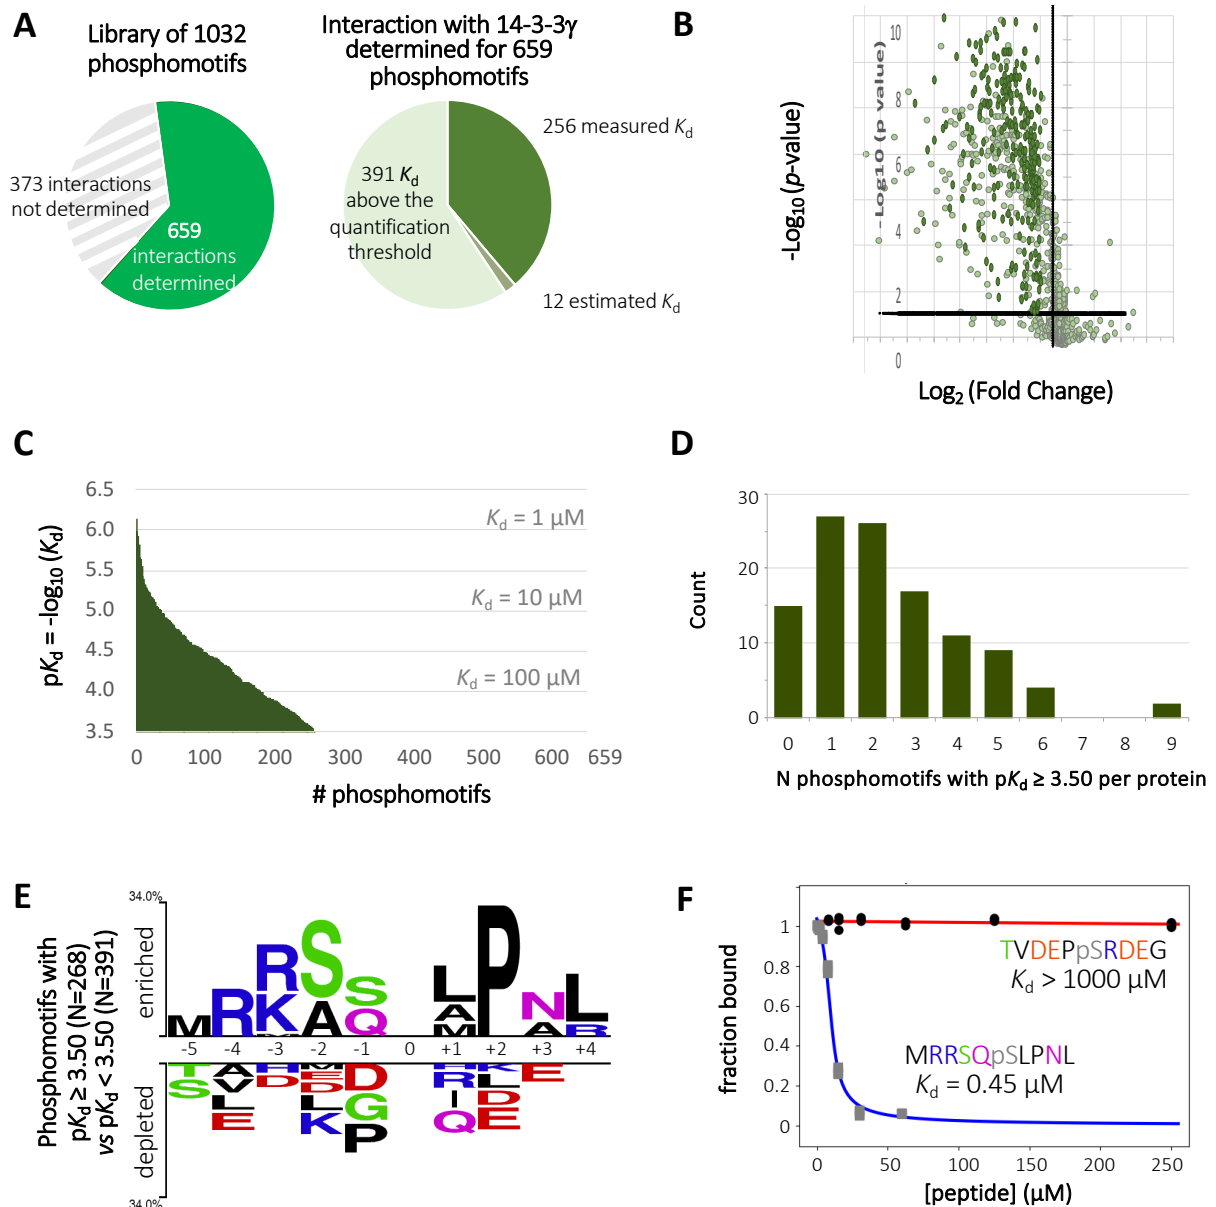 A
Library of 1032
phosphomotifs
373 interactions
not determined
659
interactions
determined
Interaction with 14-3-3γ
determined for 659
phosphomotifs
256 measured Kd
391 Kd
above the
quantification
threshold
12 estimated Kd
B
-Log10 (p-value)
-Log10 (p value)
10
8
6
4
2
0
Log2 (Fold Change)
C
pKd = -log10 (Kd)
6.5
6.0
5.5
5.0
4.5
4.0
3.5
Kd = 1 µM
Kd = 10 µM
Kd = 100 µM
0 100 200 300 400 500 600 659
# phosphomotifs
D
Count
30
20
10
0
0 1 2 3 4 5 6 7 8 9
N phosphomotifs with pKd ≥ 3.50 per protein
E
Phosphomotifs with
pKd ≥ 3.50 (N=268)
vs pKd < 3.50 (N=391)
enriched
depleted
34.0%
M R R K S A S Q L A M P N A L R
-5 -4 -3 -2 -1 0 +1 +2 +3 +4
T S A V L E H D M E D L K D G P H R I Q K L D E E
34.0%
F
fraction bound
1
0.8
0.6
0.4
0.2
0
TVDEPpSRDEG
Kd > 1000 µM
MRRSQpSLPNL
Kd = 0.45 µM
0 50 100 150 200 250
[peptide] (µM)